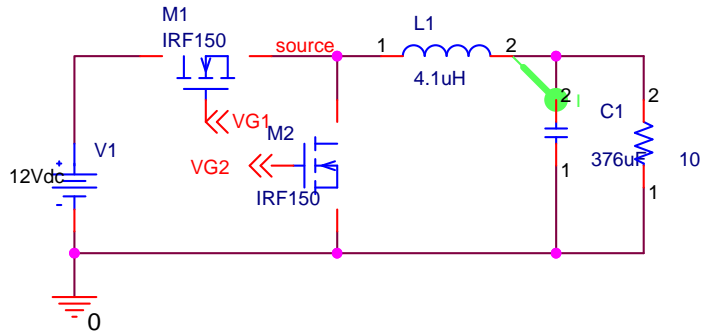 M1
IRF150
source
1
L1
2
4.1uH
VG1
M2
VG2
IRF150
V1
12Vdc
+
-
2
I
C1
376uF
1
2
10
1
0